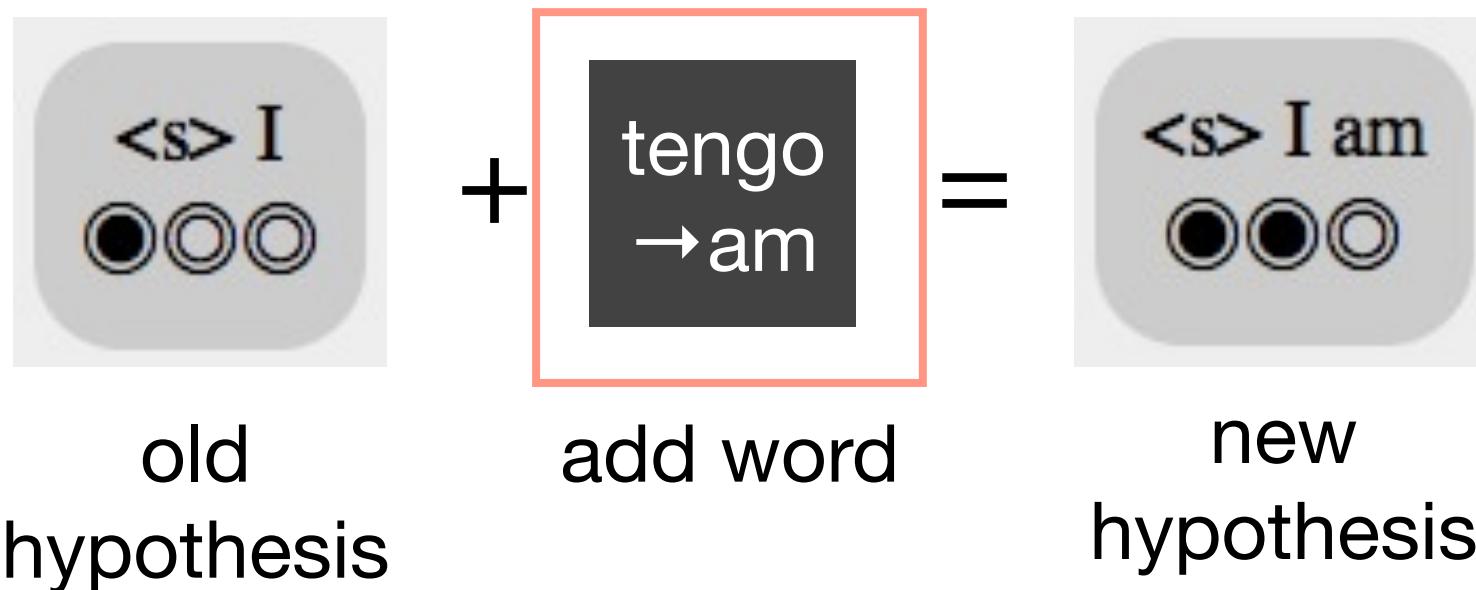 <s> I
+
tengo
→am
=
<s> I am
old
hypothesis
add word
new
hypothesis